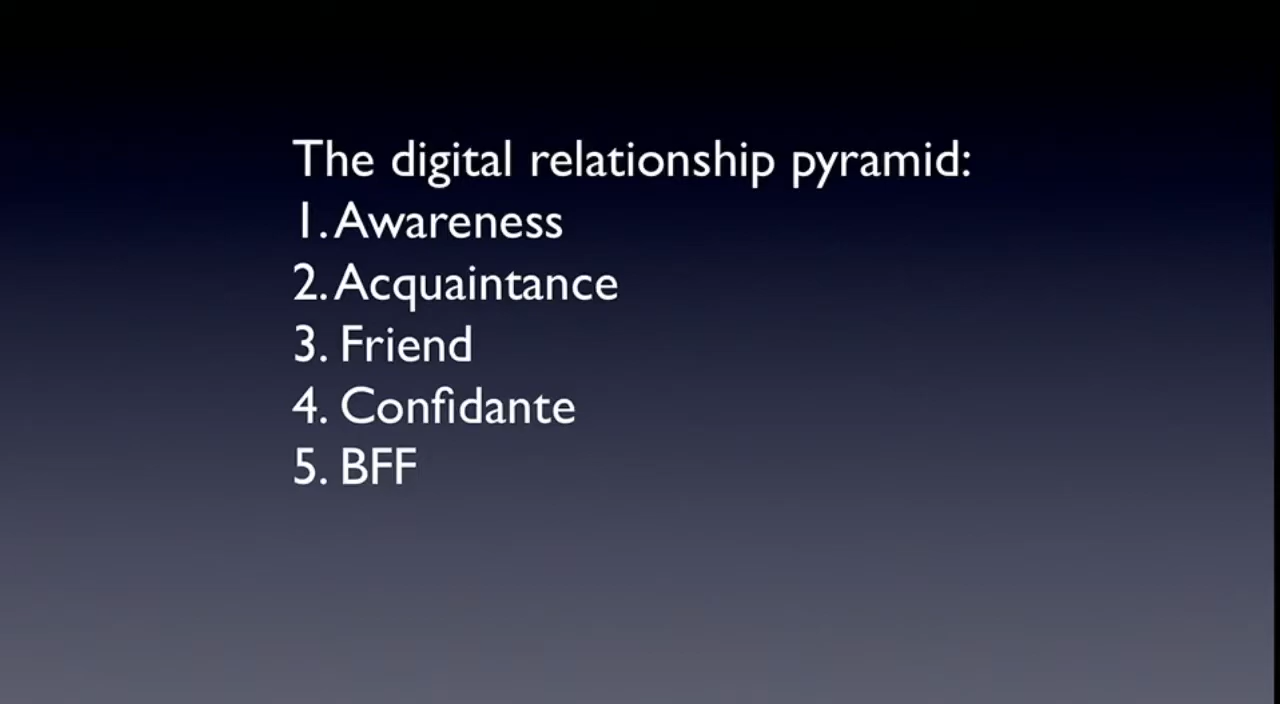 The digital relationship pyramid:
1. Awareness
2. Acquaintance
3. Friend
4. Confidante
5. BFF